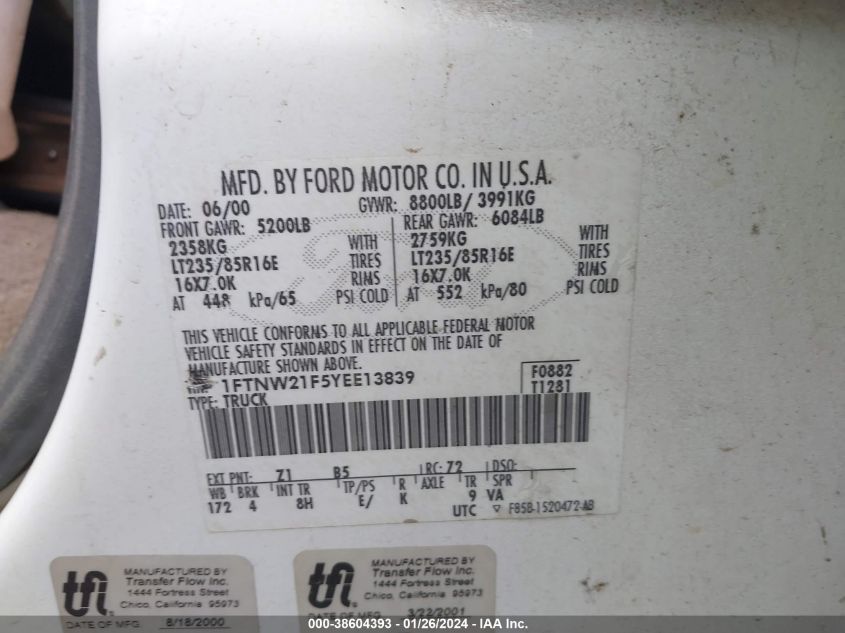 MFD. BY FORD MOTOR CO. IN U.S.A.
DATE: 06/00 GVWR: 8800LB/ 3991KG
FRONT GAWR: 5200LB REAR GAWR: 6084LB
2358KG WITH 2759KG WITH
LT235/85R16E TIRES LT235/85R16E TIRES
16X7.0K RIMS 16X7.0K RIMS
AT 448 kPa/65 PSI COLD AT 552 kPa/80 PSI COLD
THIS VEHICLE CONFORMS TO ALL APPLICABLE FEDERAL MOTOR
VEHICLE SAFETY STANDARDS IN EFFECT ON THE DATE OF
MANUFACTURE SHOWN ABOVE.
1FTNW21F5YEE13839 F0882
TYPE: TRUCK T1281
EXT PNT: Z1 B5 RC: 72 DSO:
WB BRK INT TR TP/PS R AXLE TR SPR
172 4 8H E/ K 9 VA
UTC ▽ F85B-1520472-AB
tfi MANUFACTURED BY
Transfer Flow Inc.
1444 Fortress Street
Chico, California 95973
DATE OF MFG. 8/18/2000
tfi MANUFACTURED BY
Transfer Flow Inc.
1444 Fortress Street
Chico, California 95973
DATE OF MFG. 3/22/2001
000-38604393 - 01/26/2024 - IAA Inc.